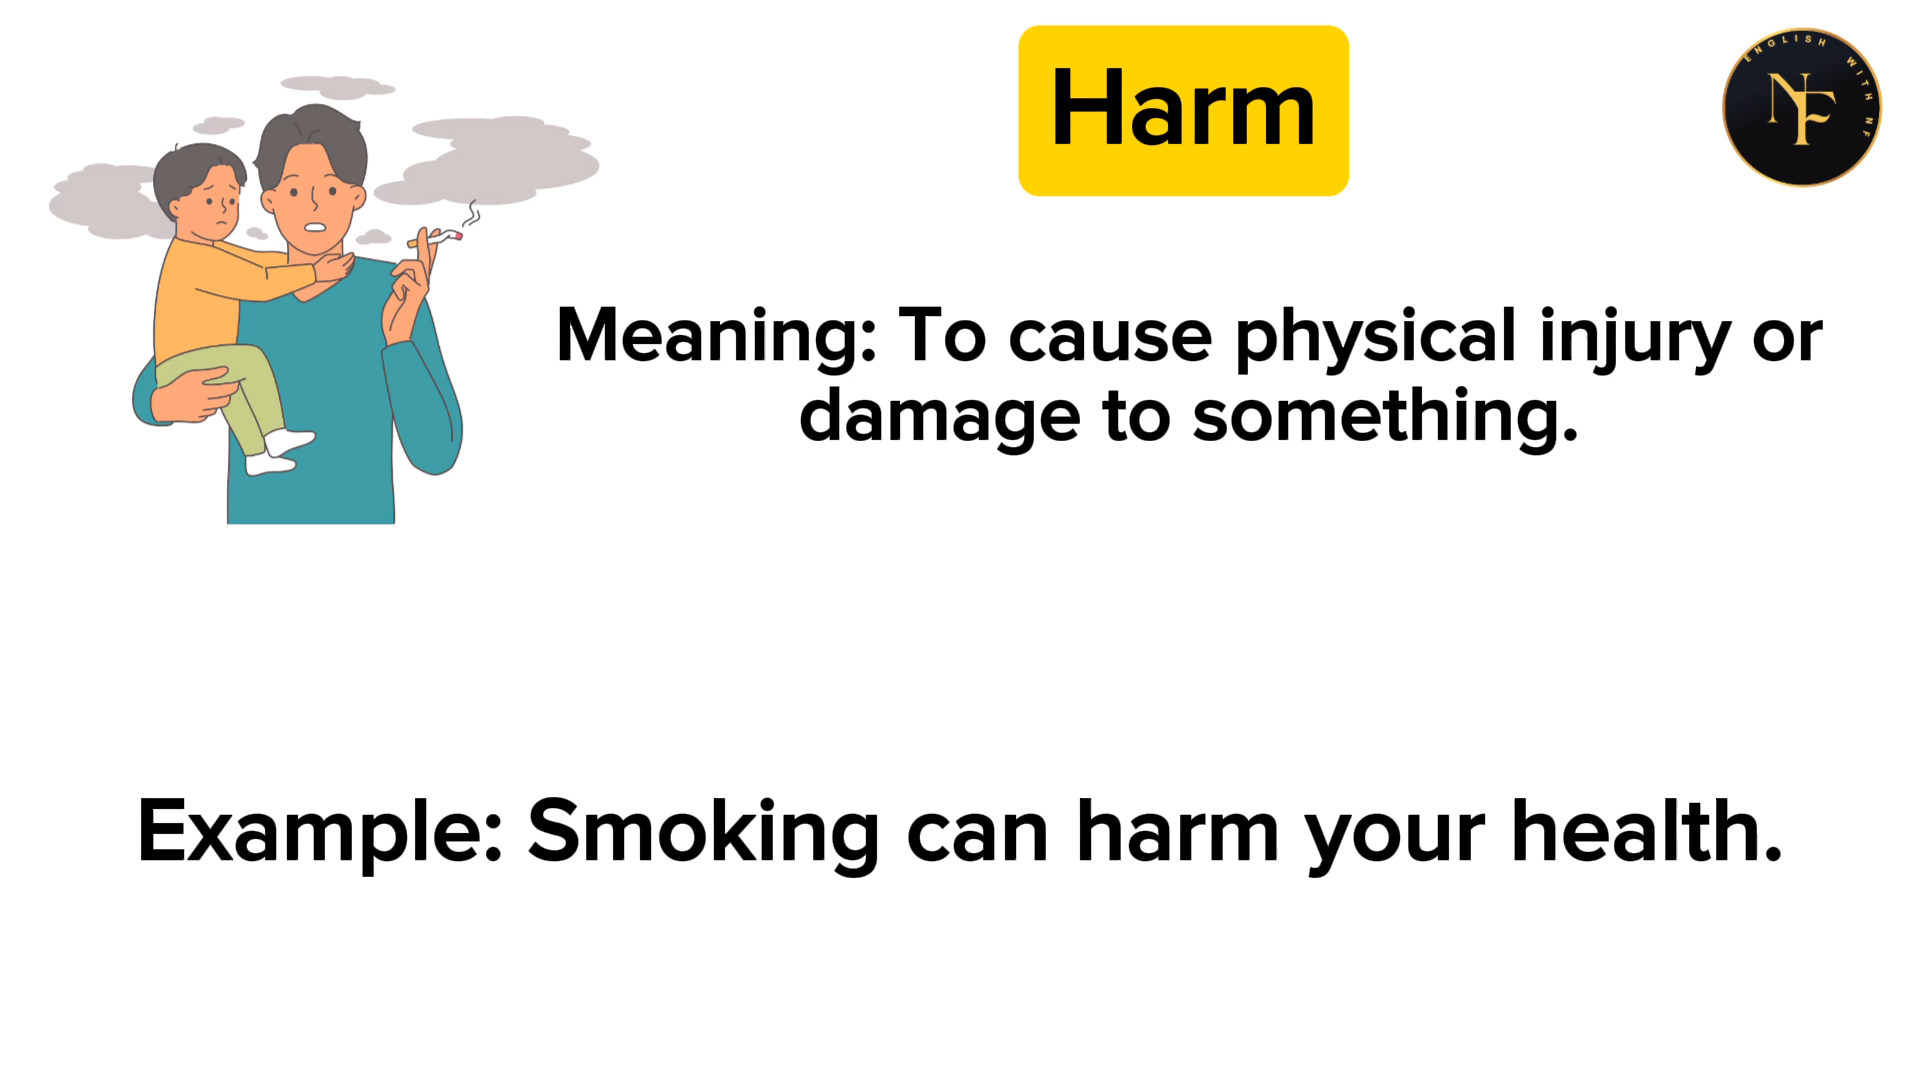 Harm
ENGLISH WITH NF
NF
Meaning: To cause physical injury or
damage to something.
Example: Smoking can harm your health.